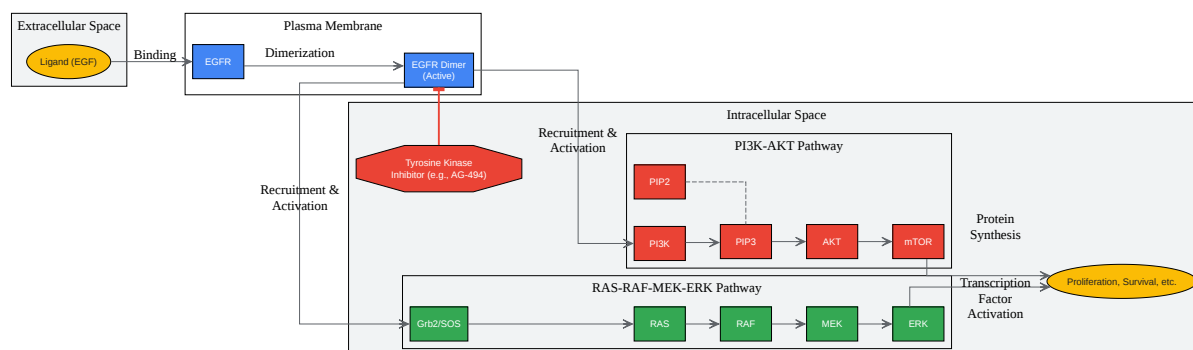 Extracellular Space
Ligand (EGF)
Binding
Plasma Membrane
EGFR
Dimerization
EGFR Dimer
(Active)
Intracellular Space
Tyrosine Kinase
Inhibitor (e.g., AG-494)
Recruitment &
Activation
Recruitment &
Activation
PI3K-AKT Pathway
PIP2
PI3K
PIP3
AKT
mTOR
Protein
Synthesis
Proliferation, Survival, etc.
Transcription
Factor
Activation
RAS-RAF-MEK-ERK Pathway
Grb2/SOS
RAS
RAF
MEK
ERK